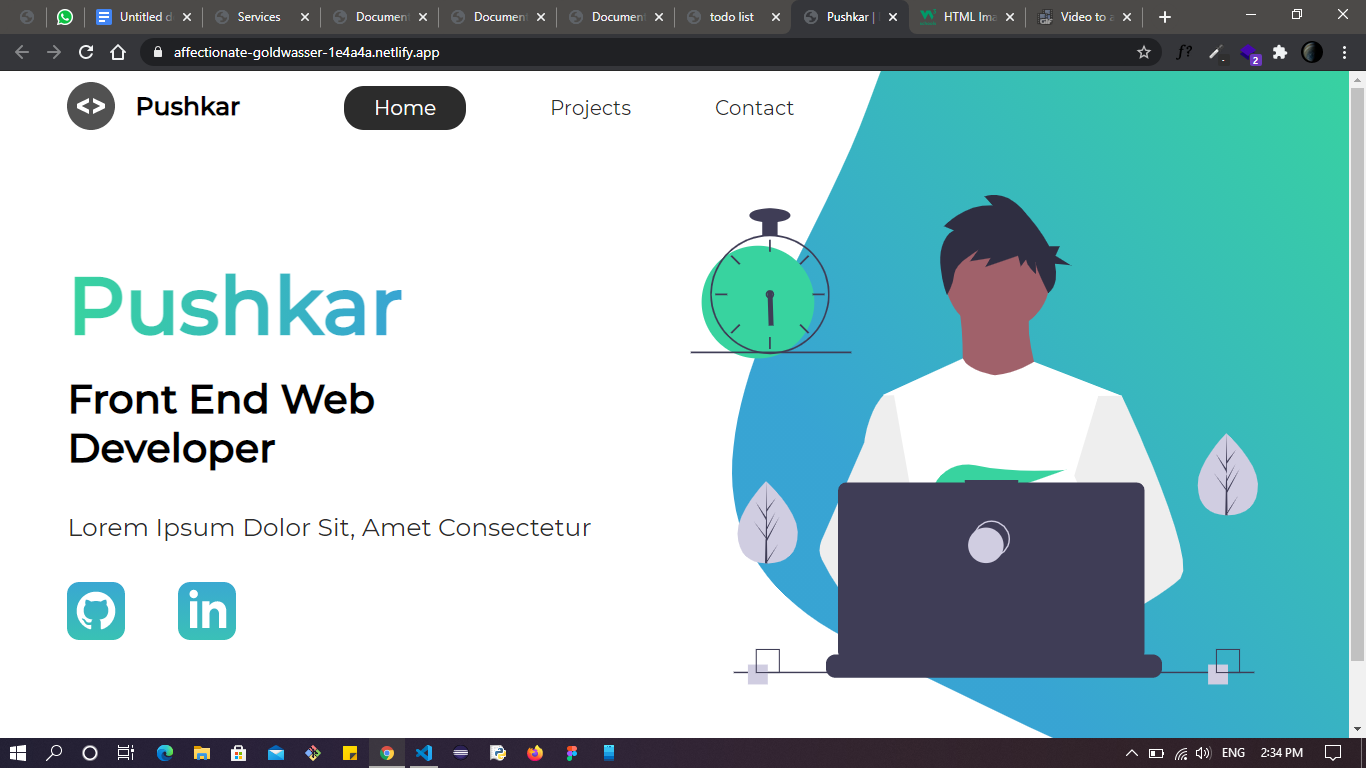 Untitled d
Services
Document
Document
Document
todo list
Pushkar |
HTML Ima
Video to a
affectionate-goldwasser-1e4a4a.netlify.app
f?
2
<> Pushkar
Home
Projects
Contact
Pushkar
Front End Web
Developer
Lorem Ipsum Dolor Sit, Amet Consectetur
in
ENG
2:34 PM